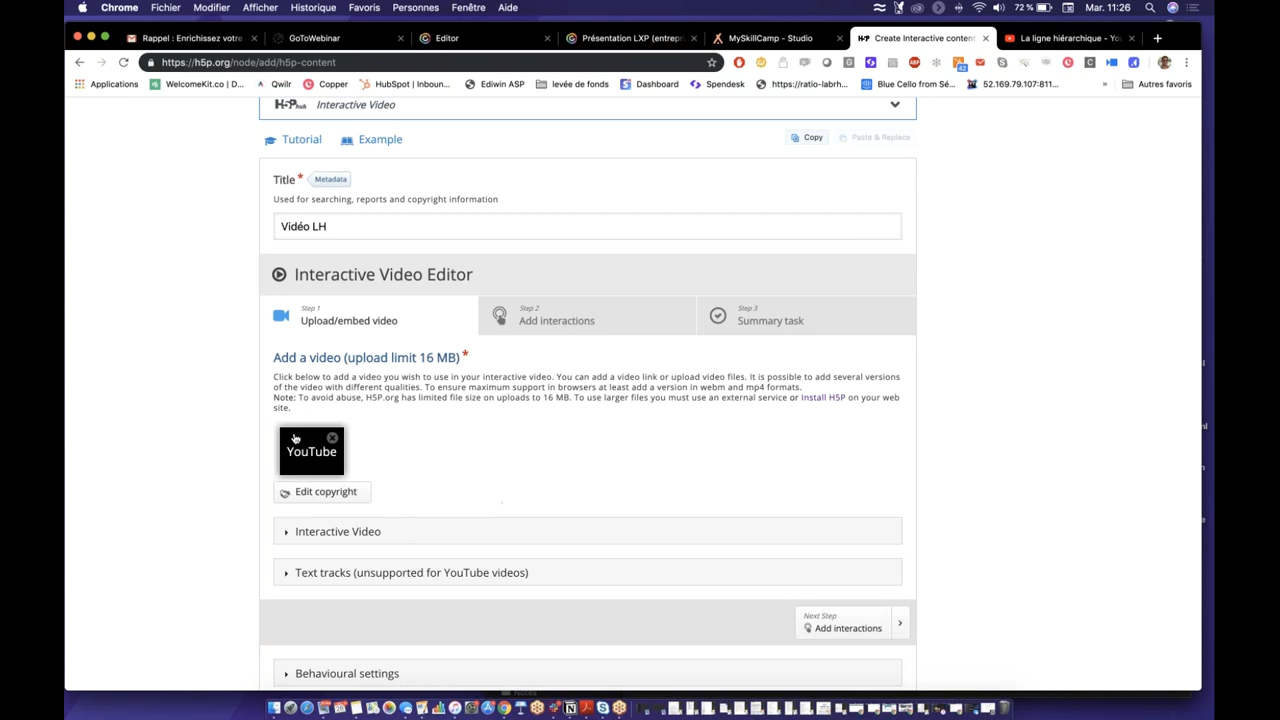 Chrome Fichier Modifier Afficher Historique Favoris Personnes Fenêtre Aide 72 % Mar. 11:26
Rappel : Enrichissez votre GoToWebinar Editor Présentation LXP (entrep MySkillCamp - Studio Create Interactive content La ligne hiérarchique - Yo
https://h5p.org/node/add/h5p-content
Applications WelcomeKit.co ( D... Qwilr Copper HubSpot | Inboun... Ediwin ASP levée de fonds Dashboard Spendesk https://ratio-labrh... Blue Cello from Sé... 52.169.79.107:811... Autres favoris
H5P hub Interactive Video
Tutorial Example Copy Paste & Replace
Title * Metadata
Used for searching, reports and copyright information
Vidéo LH
Interactive Video Editor
Step 1 Step 2 Step 3
Upload/embed video Add interactions Summary task
Add a video (upload limit 16 MB) *
Click below to add a video you wish to use in your interactive video. You can add a video link or upload video files. It is possible to add several versions
of the video with different qualities. To ensure maximum support in browsers at least add a version in webm and mp4 formats.
Note: To avoid abuse, H5P.org has limited file size on uploads to 16 MB. To use larger files you must use an external service or Install H5P on your web
site.
YouTube
Edit copyright
Interactive Video
Text tracks (unsupported for YouTube videos)
Next Step
Add interactions
Behavioural settings
Notes